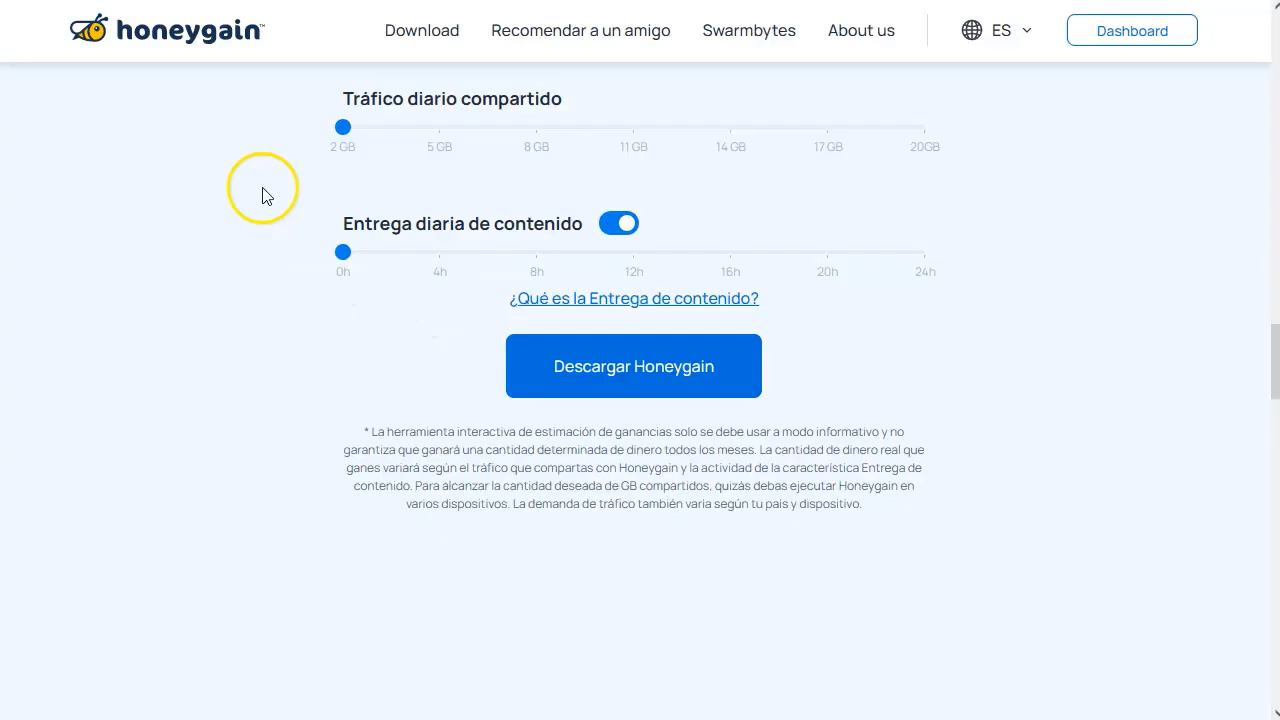 honeygain™ Download Recomendar a un amigo Swarmbytes About us ES Dashboard
Tráfico diario compartido
2 GB 5 GB 8 GB 11 GB 14 GB 17 GB 20GB
Entrega diaria de contenido
0h 4h 8h 12h 16h 20h 24h
¿Qué es la Entrega de contenido?
Descargar Honeygain
* La herramienta interactiva de estimación de ganancias solo se debe usar a modo informativo y no
garantiza que ganará una cantidad determinada de dinero todos los meses. La cantidad de dinero real que
ganes variará según el tráfico que compartas con Honeygain y la actividad de la característica Entrega de
contenido. Para alcanzar la cantidad deseada de GB compartidos, quizás debas ejecutar Honeygain en
varios dispositivos. La demanda de tráfico también varía según tu país y dispositivo.